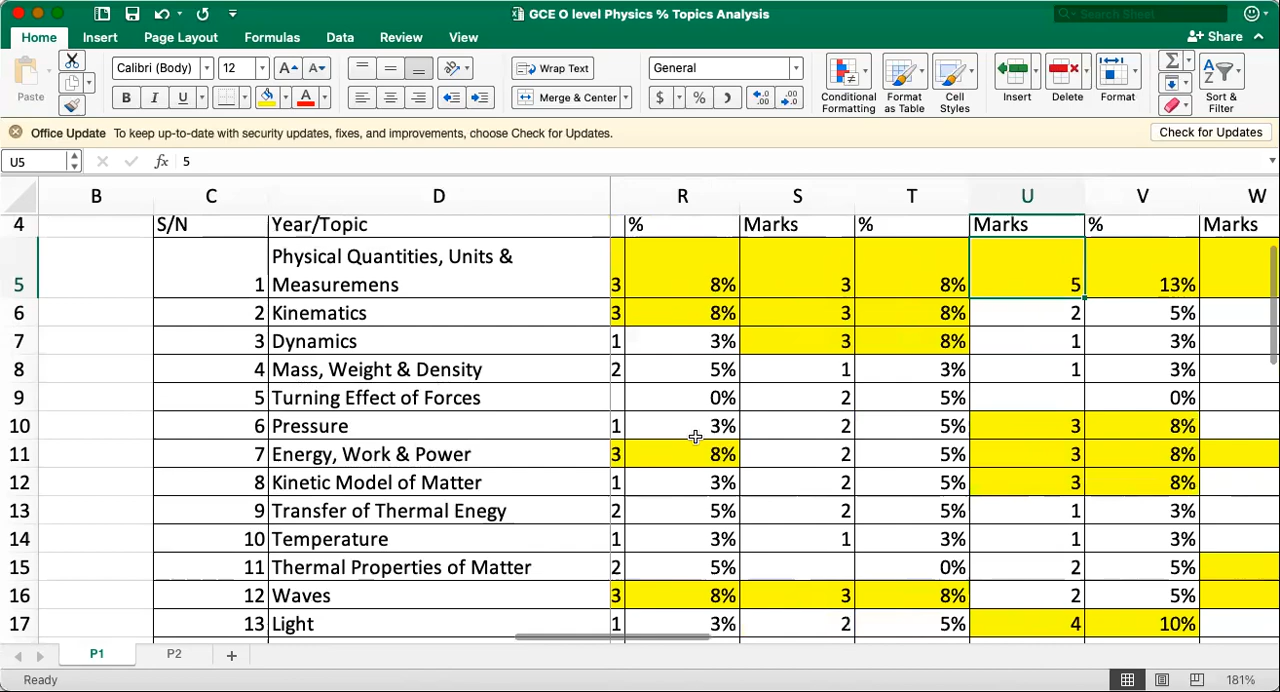 GCE O level Physics % Topics Analysis
Search Sheet
Home Insert Page Layout Formulas Data Review View Share
Paste Calibri (Body) 12 A A Wrap Text General
B I U A Merge & Center $ % Conditional Formatting Format as Table Cell Styles Insert Delete Format Sort & Filter
Office Update To keep up-to-date with security updates, fixes, and improvements, choose Check for Updates. Check for Updates
U5 fx 5
B C D R S T U V W
4 S/N Year/Topic % Marks % Marks % Marks
Physical Quantities, Units &
5 1 Measuremens 3 8% 3 8% 5 13%
6 2 Kinematics 3 8% 3 8% 2 5%
7 3 Dynamics 1 3% 3 8% 1 3%
8 4 Mass, Weight & Density 2 5% 1 3% 1 3%
9 5 Turning Effect of Forces 0% 2 5% 0%
10 6 Pressure 1 3% 2 5% 3 8%
11 7 Energy, Work & Power 3 8% 2 5% 3 8%
12 8 Kinetic Model of Matter 1 3% 2 5% 3 8%
13 9 Transfer of Thermal Enegy 2 5% 2 5% 1 3%
14 10 Temperature 1 3% 1 3% 1 3%
15 11 Thermal Properties of Matter 2 5% 0% 2 5%
16 12 Waves 3 8% 3 8% 2 5%
17 13 Light 1 3% 2 5% 4 10%
P1 P2 +
Ready 181%